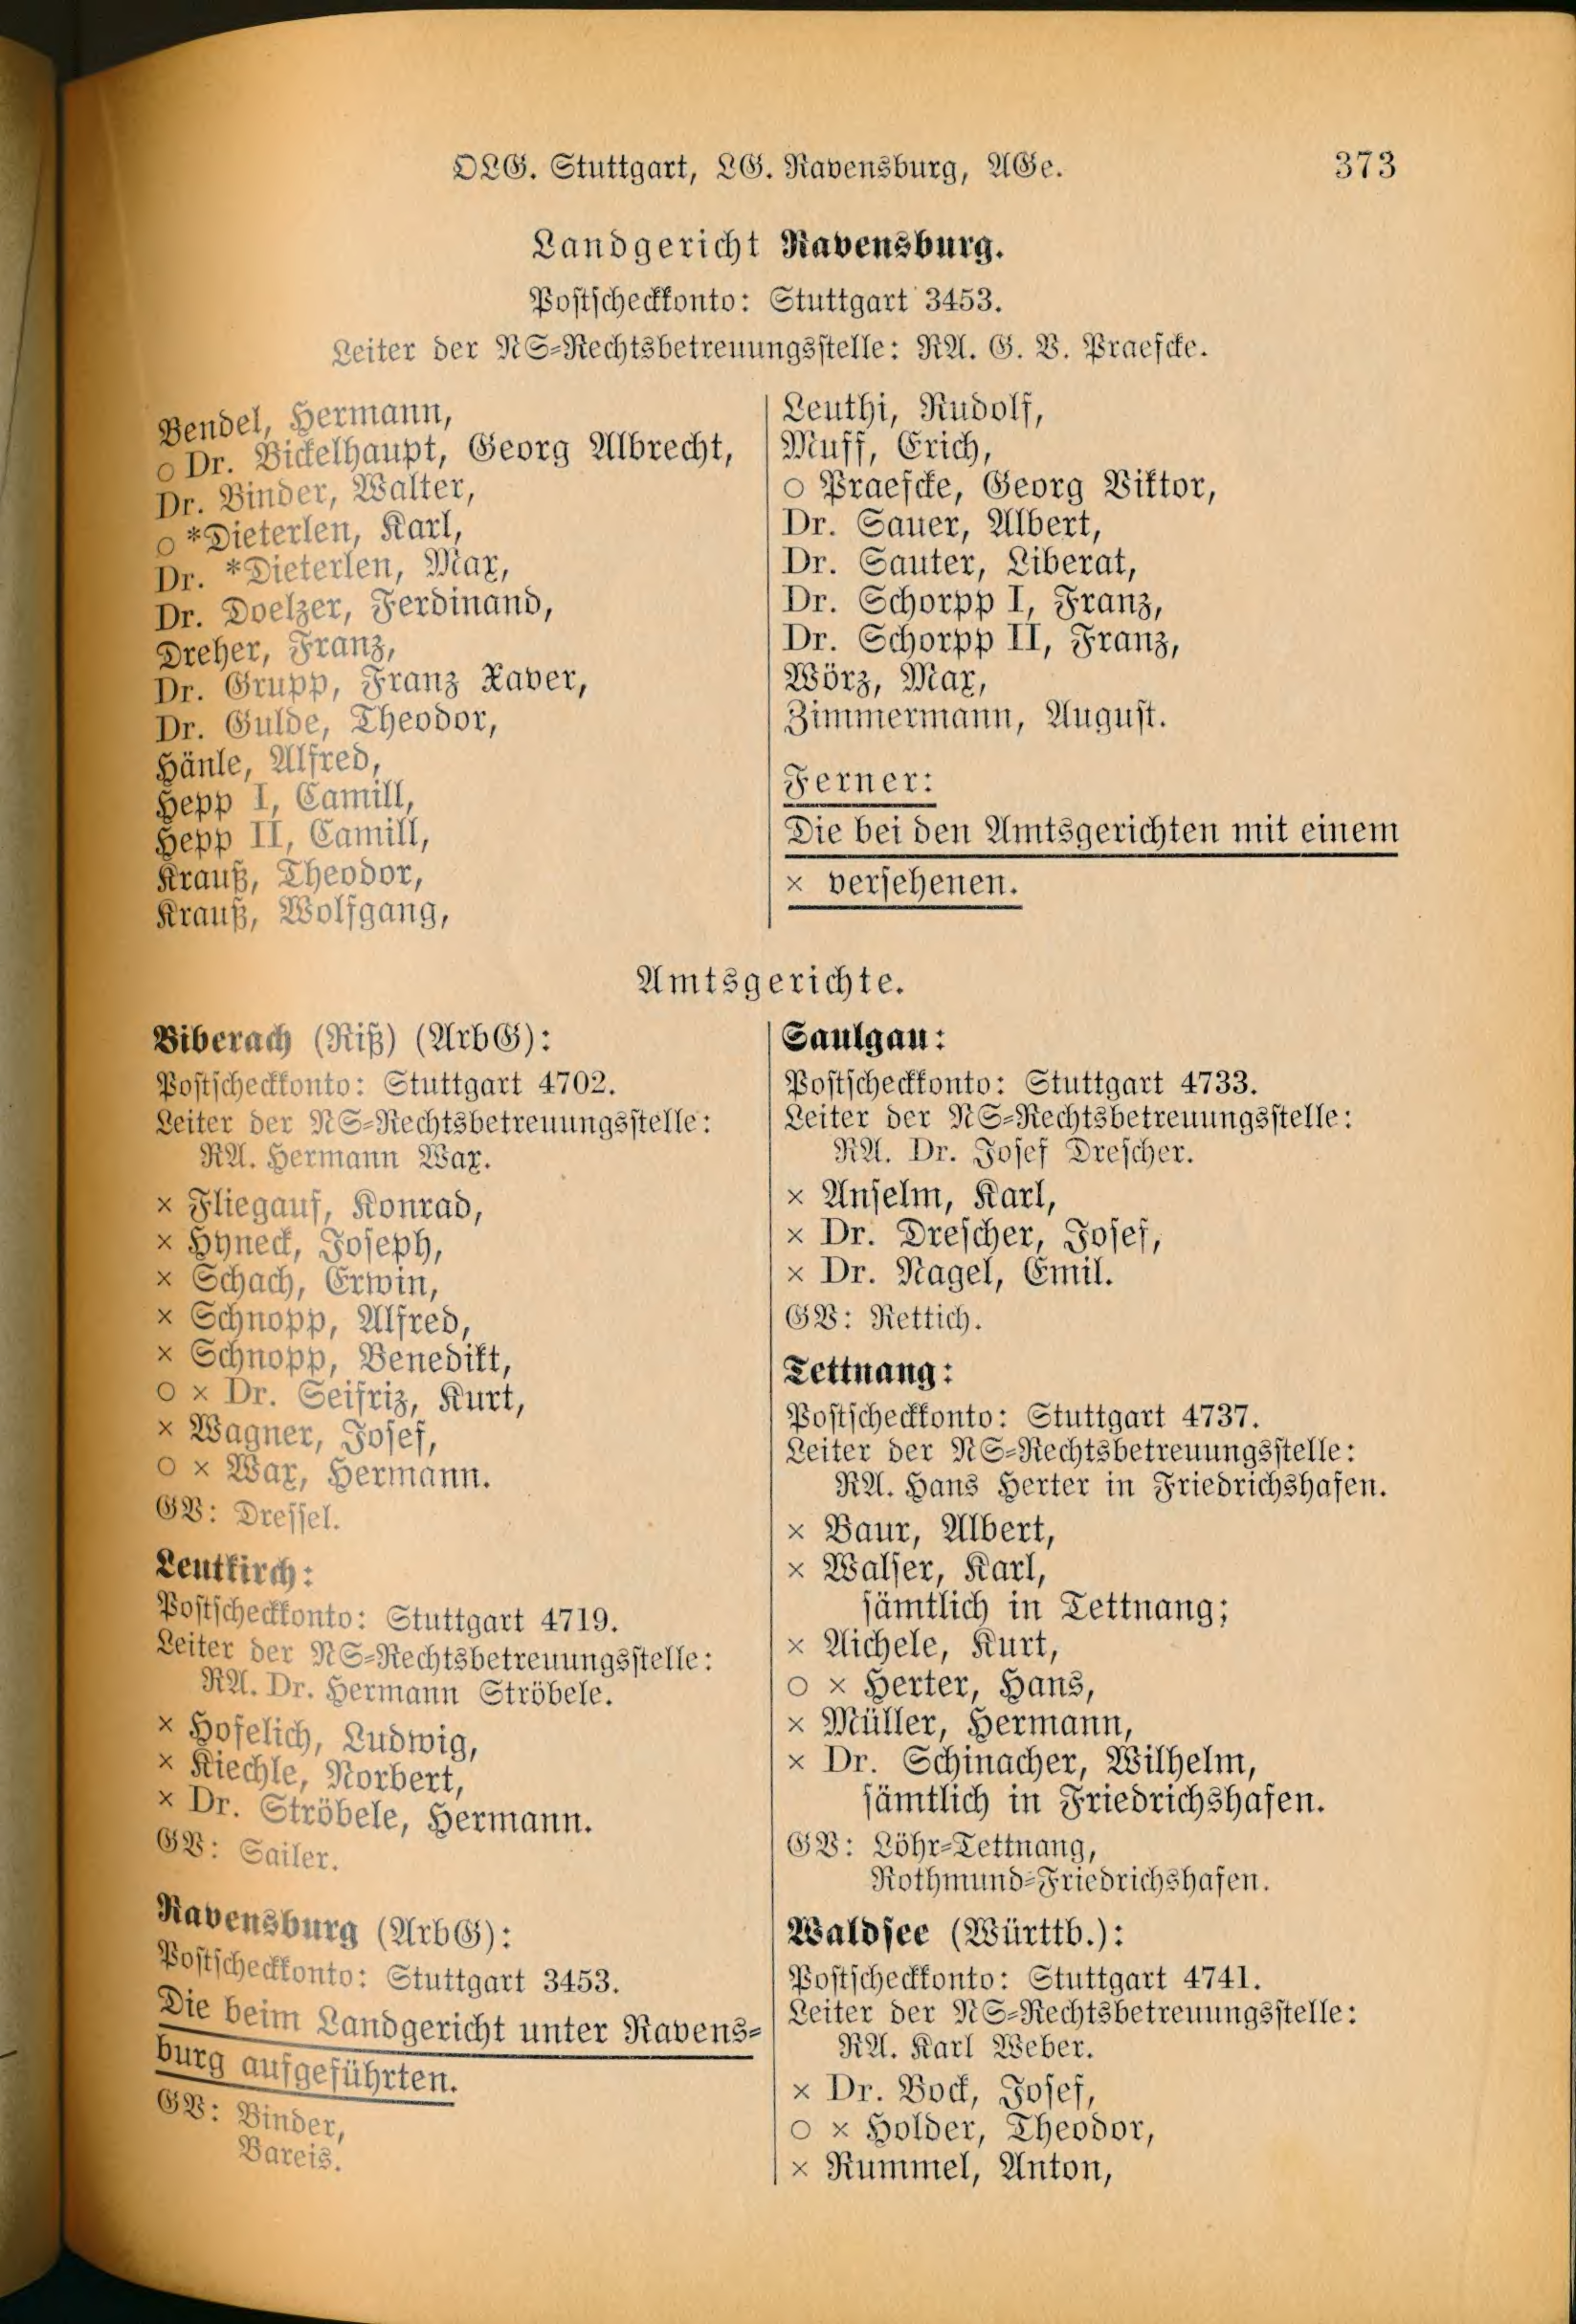 OLG. Stuttgart, LG. Ravensburg, AGe.
373
Landgericht Ravensburg.
Postscheckkonto: Stuttgart 3453.
Leiter der NS-Rechtsbetreuungsstelle: RA. G. V. Praefcke.
Bendel, Hermann,
○ Dr. Bickelhaupt, Georg Albrecht,
Dr. Binder, Walter,
○ *Dieterlen, Karl,
Dr. *Dieterlen, Max,
Dr. Doelzer, Ferdinand,
Dreher, Franz,
Dr. Grupp, Franz Xaver,
Dr. Gulde, Theodor,
Hänle, Alfred,
Hepp I, Camill,
Hepp II, Camill,
Krauß, Theodor,
Krauß, Wolfgang,
Leuthi, Rudolf,
Muff, Erich,
○ Praefcke, Georg Viktor,
Dr. Sauer, Albert,
Dr. Sauter, Liberat,
Dr. Schorpp I, Franz,
Dr. Schorpp II, Franz,
Wörz, Max,
Zimmermann, August.
Ferner:
Die bei den Amtsgerichten mit einem
× versehenen.
Amtsgerichte.
Biberach (Riß) (ArbG):
Postscheckkonto: Stuttgart 4702.
Leiter der NS-Rechtsbetreuungsstelle:
RA. Hermann Wax.
× Fliegauf, Konrad,
× Hyneck, Joseph,
× Schach, Erwin,
× Schnopp, Alfred,
× Schnopp, Benedikt,
○ × Dr. Seifriz, Kurt,
× Wagner, Josef,
○ × Wax, Hermann.
GV: Dressel.
Leutkirch:
Postscheckkonto: Stuttgart 4719.
Leiter der NS-Rechtsbetreuungsstelle:
RA. Dr. Hermann Ströbele.
× Hofelich, Ludwig,
× Kiechle, Norbert,
× Dr. Ströbele, Hermann.
GV: Sailer.
Ravensburg (ArbG):
Postscheckkonto: Stuttgart 3453.
Die beim Landgericht unter Ravens-
burg aufgeführten.
GV: Binder,
Bareis.
Saulgau:
Postscheckkonto: Stuttgart 4733.
Leiter der NS-Rechtsbetreuungsstelle:
RA. Dr. Josef Drescher.
× Anselm, Karl,
× Dr. Drescher, Josef,
× Dr. Nagel, Emil.
GV: Rettich.
Tettnang:
Postscheckkonto: Stuttgart 4737.
Leiter der NS-Rechtsbetreuungsstelle:
RA. Hans Herter in Friedrichshafen.
× Baur, Albert,
× Walser, Karl,
sämtlich in Tettnang;
× Aichele, Kurt,
○ × Herter, Hans,
× Müller, Hermann,
× Dr. Schinacher, Wilhelm,
sämtlich in Friedrichshafen.
GV: Löhr-Tettnang,
Rothmund-Friedrichshafen.
Waldsee (Württb.):
Postscheckkonto: Stuttgart 4741.
Leiter der NS-Rechtsbetreuungsstelle:
RA. Karl Weber.
× Dr. Bock, Josef,
○ × Holder, Theodor,
× Rummel, Anton,